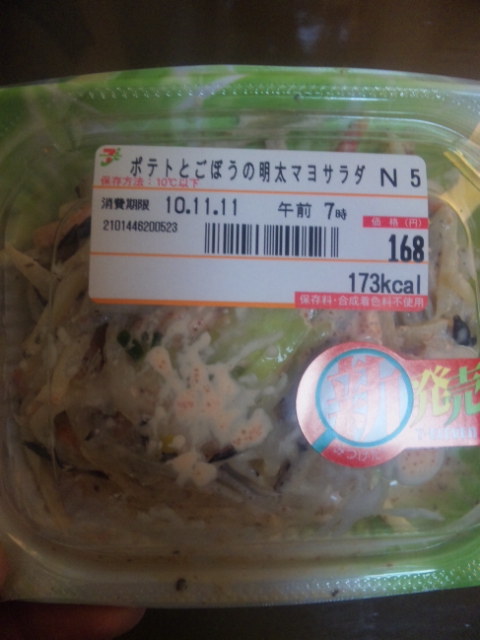 ポテトとごぼうの明太マヨサラダ N 5
保存方法：10℃以下
消費期限 10.11.11 午前 7時
2101446200523
価格(円)
168
173kcal
保存料・合成着色料不使用
新発売